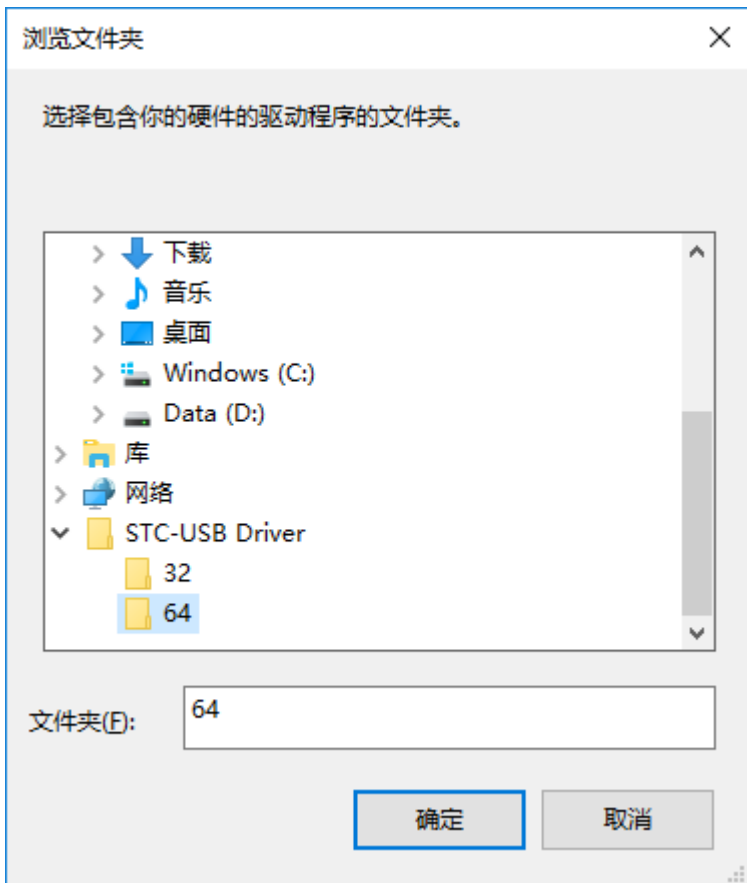 浏览文件夹
选择包含你的硬件的驱动程序的文件夹。
下载
音乐
桌面
Windows (C:)
Data (D:)
库
网络
STC-USB Driver
32
64
文件夹(F): 64
确定 取消